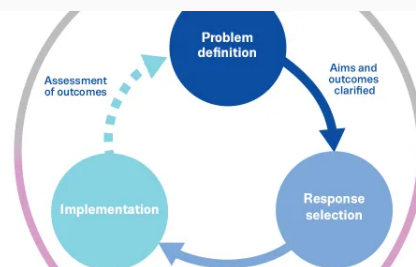 Problem
definition
Assessment
of outcomes
Aims and
outcomes
clarified
Implementation
Response
selection